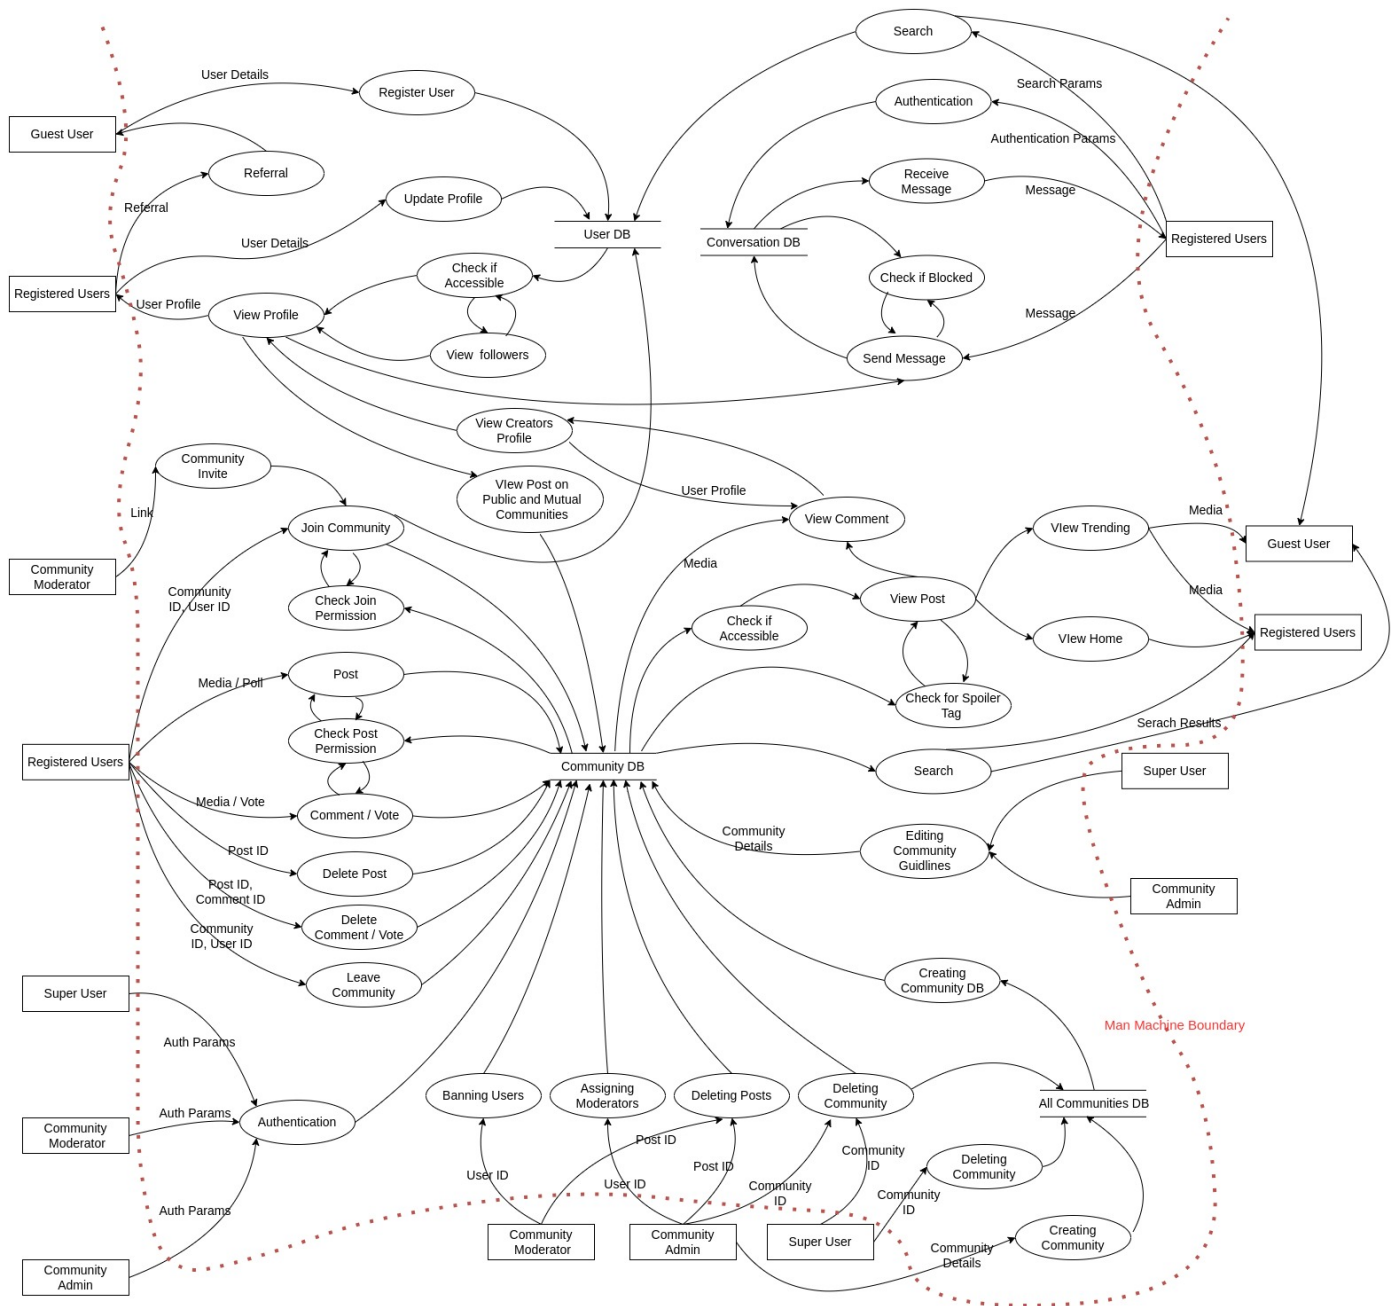 Search
User Details
Register User
Search Params
Authentication
Guest User
Authentication Params
Referral
Receive
Message
Message
Update Profile
Referral
User DB
Conversation DB
Registered Users
User Details
Check if
Accessible
Check if Blocked
Registered Users
User Profile
View Profile
Message
View  followers
Send Message
View Creators
Profile
Community
Invite
VIew Post on
Public and Mutual
Communities
User Profile
Link
Join Community
View Comment
VIew Trending
Media
Guest User
Community
Moderator
Media
Community
ID, User ID
Check Join
Permission
View Post
Media
Check if
Accessible
VIew Home
Registered Users
Media / Poll
Post
Check for Spoiler
Tag
Serach Results
Check Post
Permission
Registered Users
Community DB
Search
Super User
Media / Vote
Comment / Vote
Community
Details
Editing
Community
Guidlines
Post ID
Delete Post
Community
Admin
Post ID,
Comment ID
Delete
Comment / Vote
Community
ID, User ID
Leave
Community
Creating
Community DB
Super User
Man Machine Boundary
Auth Params
Banning Users
Assigning
Moderators
Deleting Posts
Deleting
Community
All Communities DB
Auth Params
Authentication
Community
Moderator
Post ID
Community
ID
Deleting
Community
User ID
Post ID
User ID
Community
ID
Community
ID
Auth Params
Community
Moderator
Community
Admin
Super User
Creating
Community
Community
Details
Community
Admin